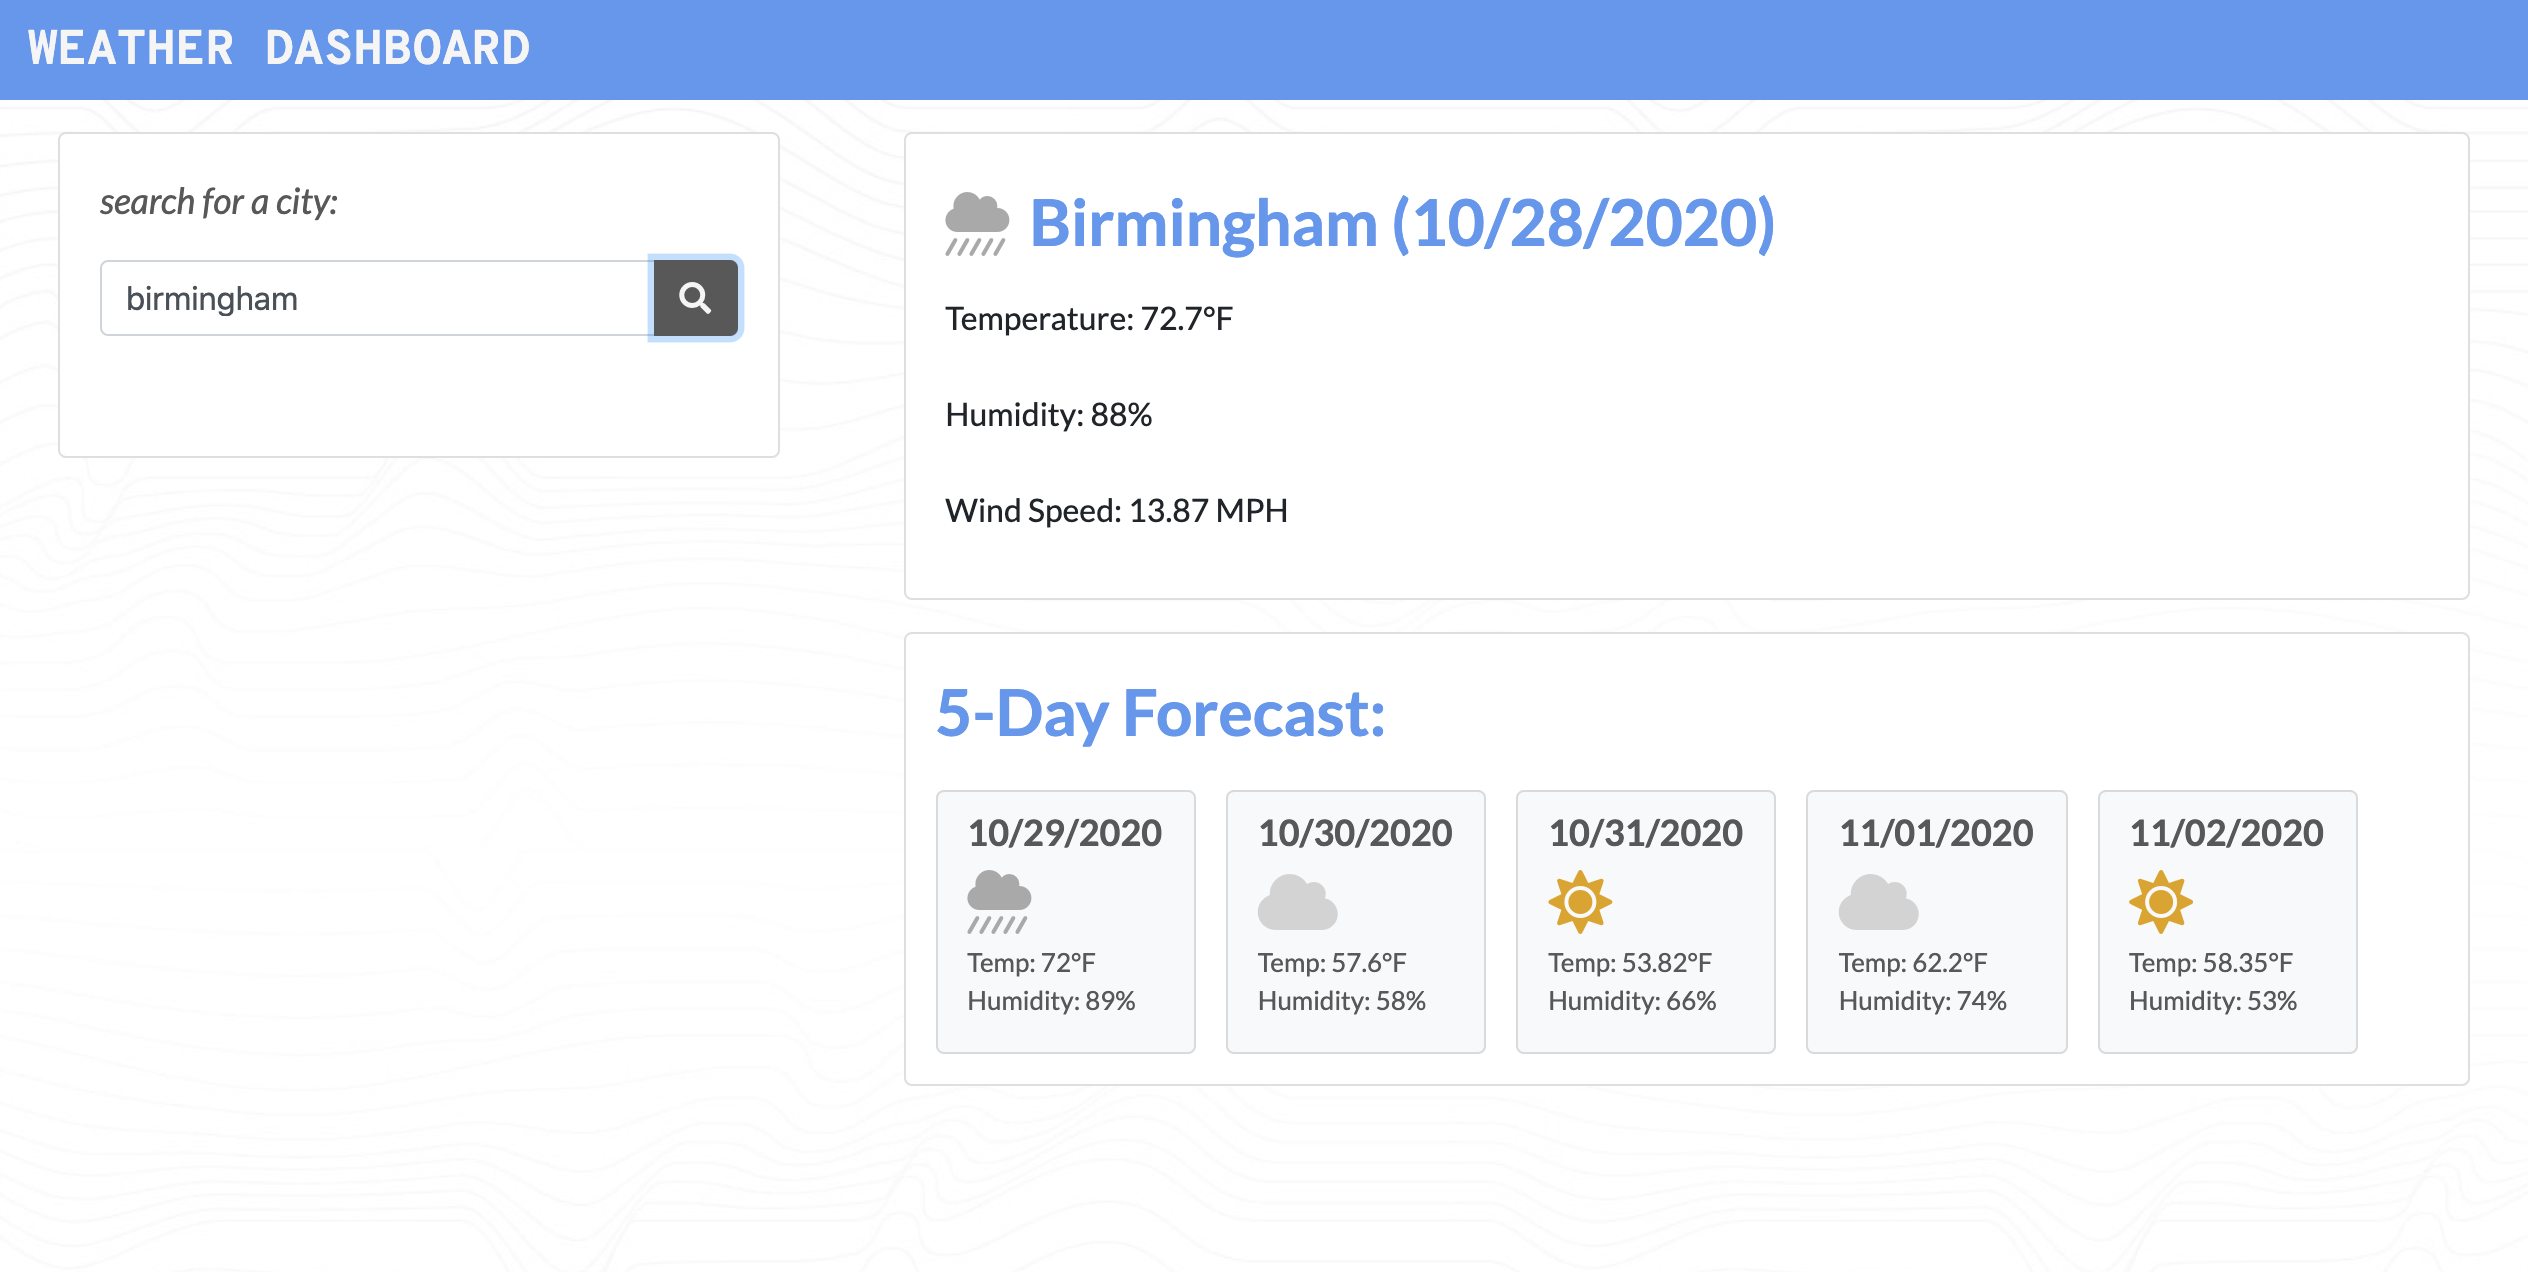 WEATHER DASHBOARD
search for a city:
birmingham
Birmingham (10/28/2020)
Temperature: 72.7°F
Humidity: 88%
Wind Speed: 13.87 MPH
5-Day Forecast:
10/29/2020
Temp: 72°F
Humidity: 89%
10/30/2020
Temp: 57.6°F
Humidity: 58%
10/31/2020
Temp: 53.82°F
Humidity: 66%
11/01/2020
Temp: 62.2°F
Humidity: 74%
11/02/2020
Temp: 58.35°F
Humidity: 53%